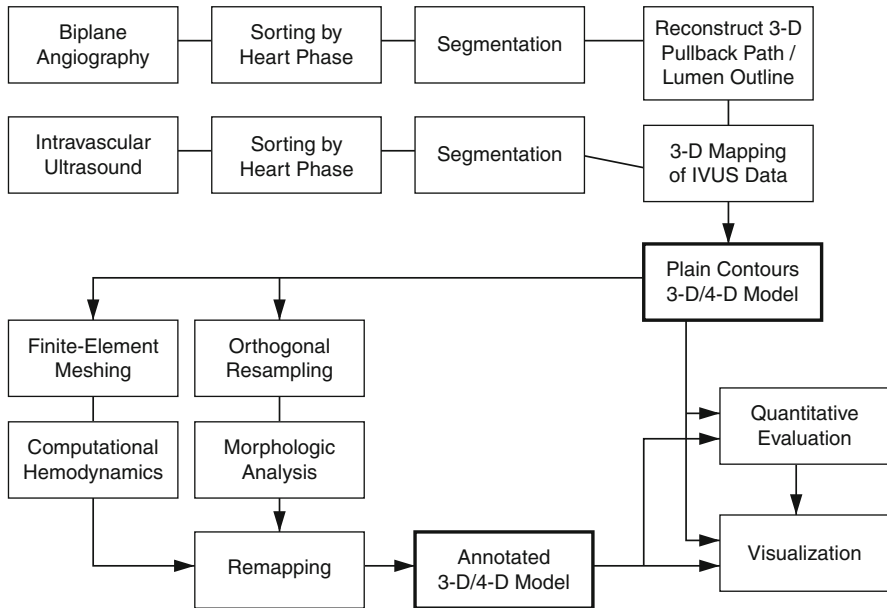 Biplane
Angiography
Sorting by
Heart Phase
Segmentation
Reconstruct 3-D
Pullback Path /
Lumen Outline
Intravascular
Ultrasound
Sorting by
Heart Phase
Segmentation
3-D Mapping
of IVUS Data
Plain Contours
3-D/4-D Model
Finite-Element
Meshing
Orthogonal
Resampling
Quantitative
Evaluation
Computational
Hemodynamics
Morphologic
Analysis
Remapping
Annotated
3-D/4-D Model
Visualization